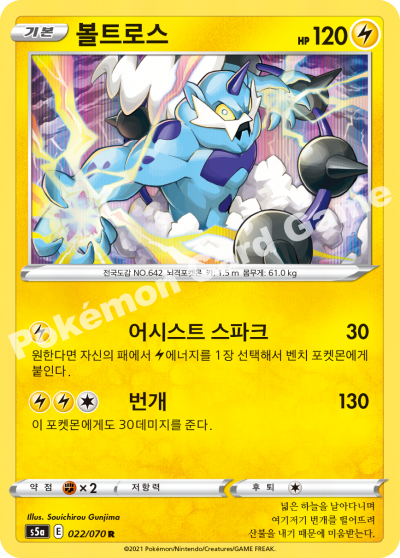 기본 볼트로스 HP 120
전국도감 NO.642 뇌격포켓몬 키: 1.5 m 몸무게: 61.0 kg
Pokémon Card Game
어시스트 스파크 30
원한다면 자신의 패에서 에너지를 1장 선택해서 벤치 포켓몬에게
붙인다.
번개 130
이 포켓몬에게도 30데미지를 준다.
약점 ×2 저항력 후퇴
Illus. Souichirou Gunjima
s5a E 022/070 R
넓은 하늘을 날아다니며
여기저기 번개를 떨어뜨려
산불을 내기 때문에 미움받는다.
©2021 Pokémon/Nintendo/Creatures/GAME FREAK.